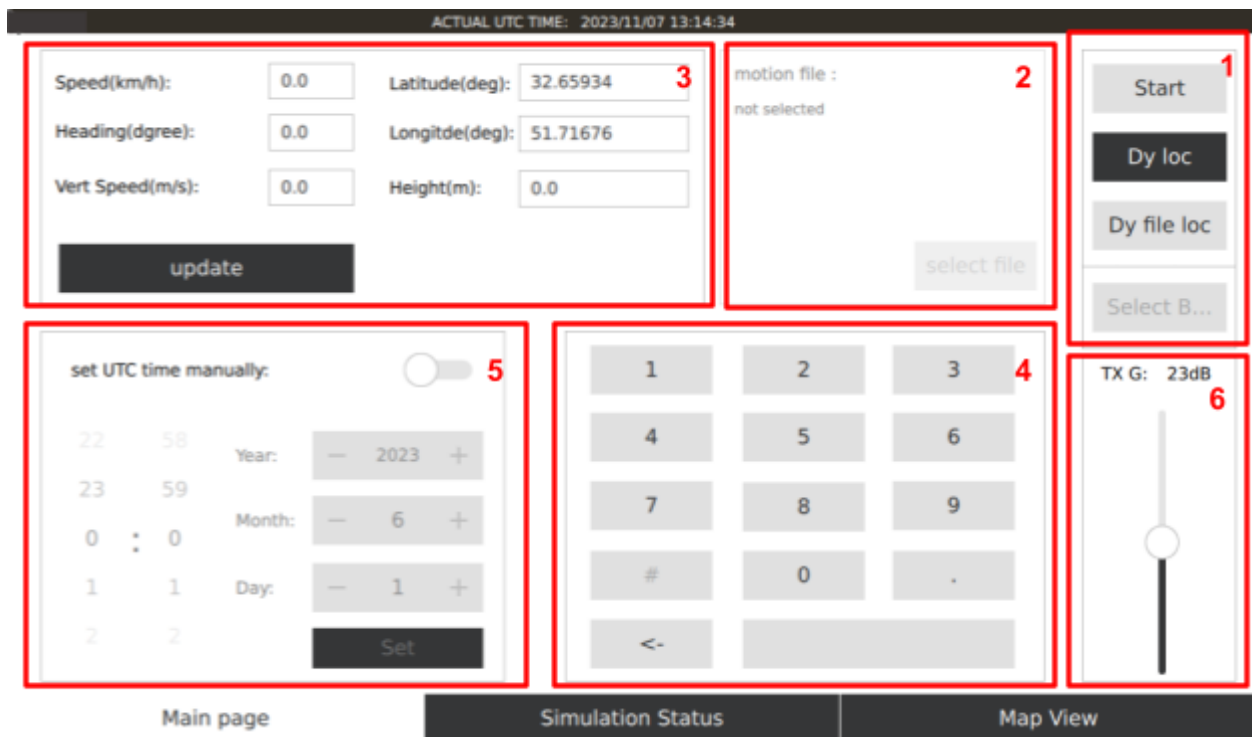 ACTUAL UTC TIME: 2023/11/07 13:14:34
Speed(km/h): 0.0 Latitude(deg): 32.65934 3
Heading(dgree): 0.0 Longitde(deg): 51.71676
Vert Speed(m/s): 0.0 Height(m): 0.0
update
motion file : 2
not selected
select file
1
Start
Dy loc
Dy file loc
Select B...
set UTC time manually: 5
22 58
23 59
0 : 0
1 1
2 2
Year: − 2023 +
Month: − 6 +
Day: − 1 +
Set
1 2 3 4
4 5 6
7 8 9
# 0 .
<-
TX G: 23dB
6
Main page Simulation Status Map View